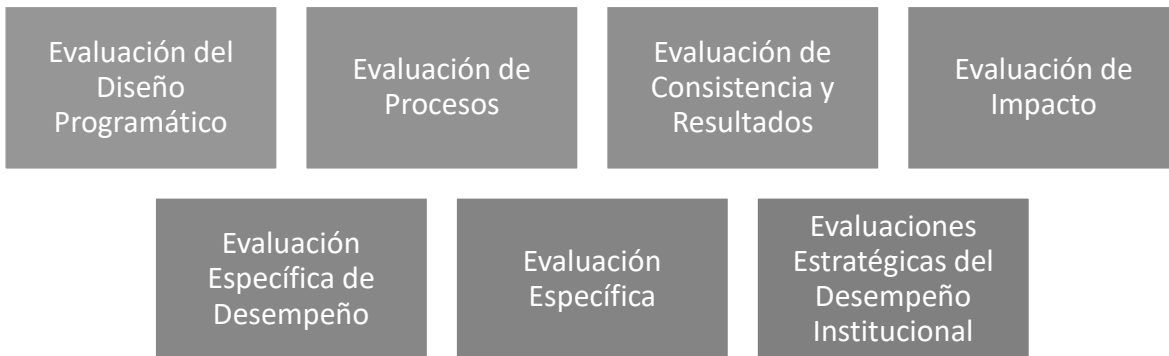 Evaluación del
Diseño
Programático
Evaluación de
Procesos
Evaluación de
Consistencia y
Resultados
Evaluación de
Impacto
Evaluación
Específica de
Desempeño
Evaluación
Específica
Evaluaciones
Estratégicas del
Desempeño
Institucional